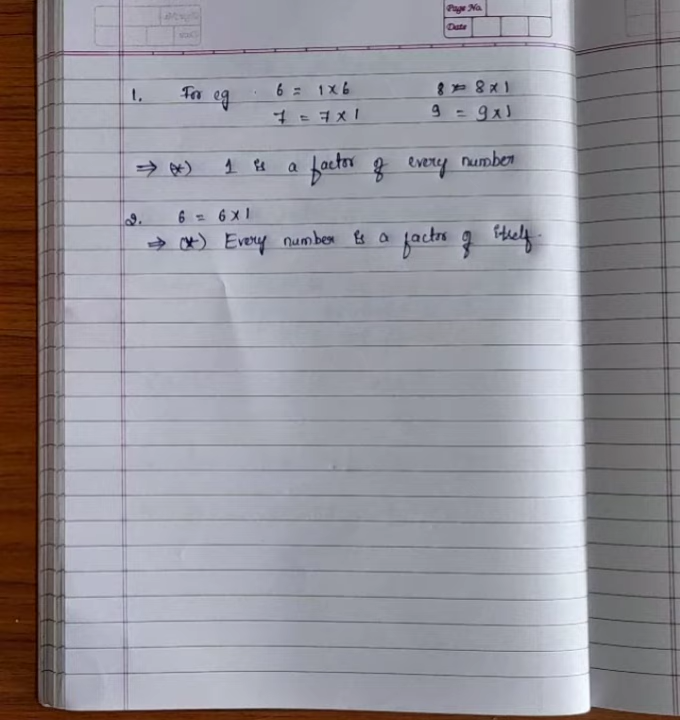 Page No.
Date
1. For eg. 6 = 1 x 6 8 = 8 x 1
7 = 7 x 1 9 = 9 x 1
⇒ (*) 1 is a factor of every number
2. 6 = 6 x 1
⇒ (*) Every number is a factor of itself.